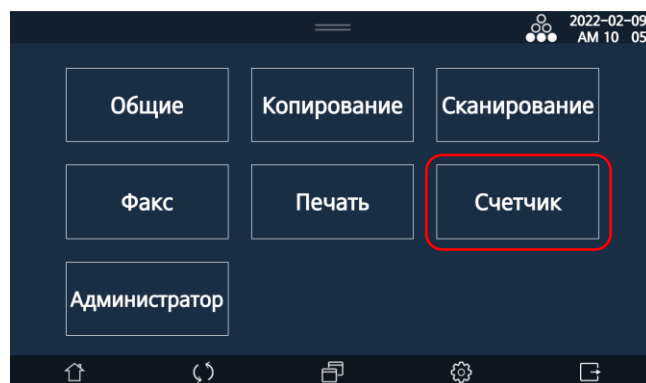 2022-02-09
AM 10 05
Общие Копирование Сканирование
Факс Печать Счетчик
Администратор